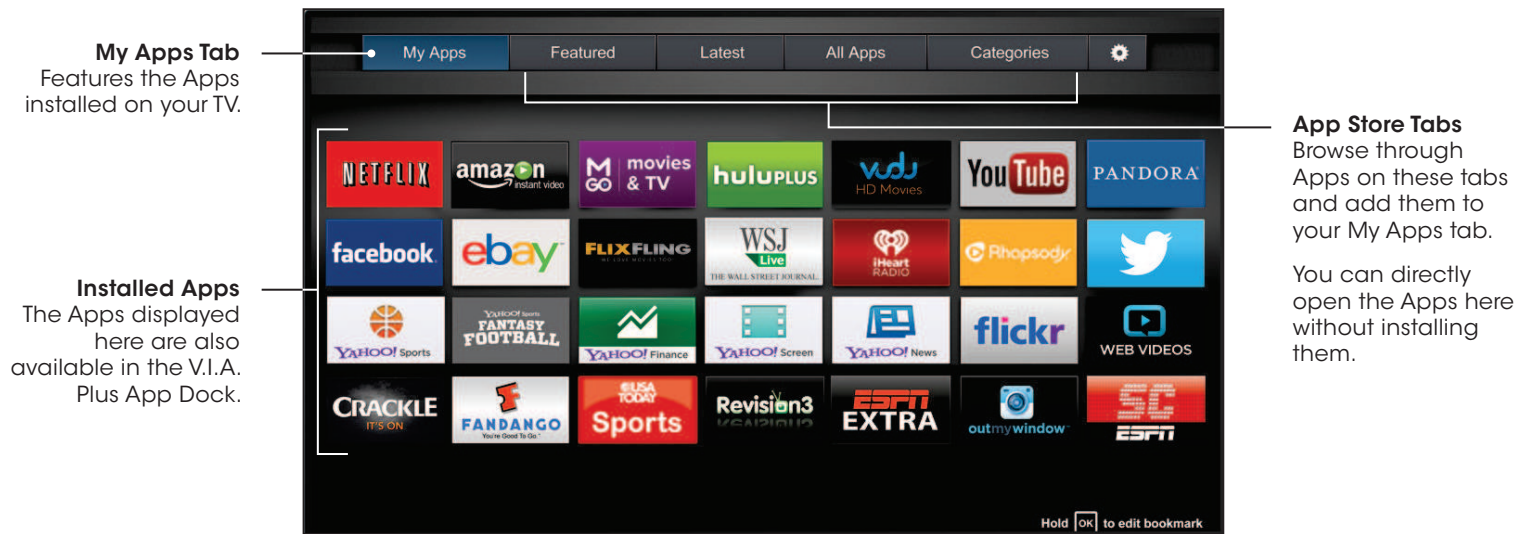 My Apps Tab
Features the Apps
installed on your TV.
Installed Apps
The Apps displayed
here are also
available in the V.I.A.
Plus App Dock.
My Apps
Featured
Latest
All Apps
Categories
NETFLIX
amazon
instant video
M GO movies & TV
huluPLUS
vudu
HD Movies
YouTube
PANDORA
facebook.
ebay
FLIXFLING
WE LOVE MOVIES TOO
WSJ
Live
THE WALL STREET JOURNAL.
iHeart
RADIO
Rhapsody
YAHOO! Sports
YAHOO! Sports
FANTASY
FOOTBALL
YAHOO! Finance
YAHOO! Screen
YAHOO! News
flickr
WEB VIDEOS
CRACKLE
IT'S ON
FANDANGO
You're Good To Go™
USA
TODAY
Sports
Revision3
ESPN
EXTRA
outmywindow
SC
ESPN
Hold OK to edit bookmark
App Store Tabs
Browse through
Apps on these tabs
and add them to
your My Apps tab.
You can directly
open the Apps here
without installing
them.